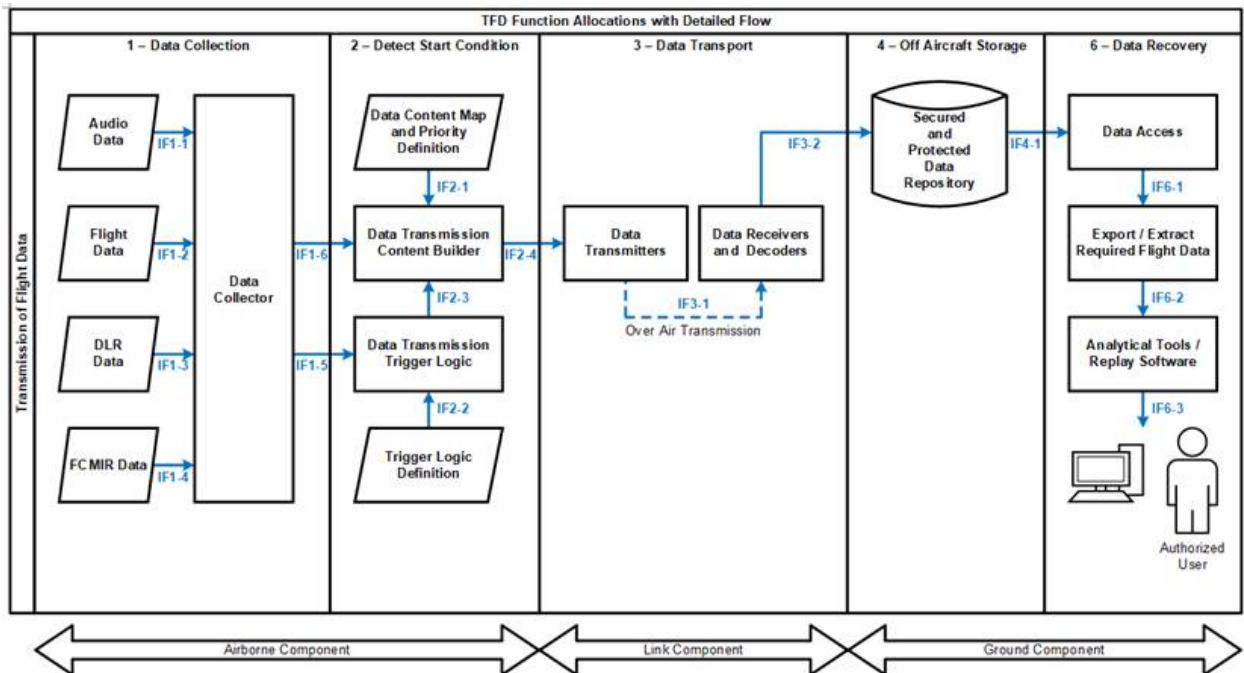 TFD Function Allocations with Detailed Flow
Transmission of Flight Data
1 – Data Collection
Audio
Data
IF1-1
Flight
Data
IF1-2
DLR
Data
IF1-3
FCMIR Data
IF1-4
Data
Collector
IF1-6
IF1-5
2 – Detect Start Condition
Data Content Map
and Priority
Definition
IF2-1
Data Transmission
Content Builder
IF2-4
IF2-3
Data Transmission
Trigger Logic
IF2-2
Trigger Logic
Definition
3 – Data Transport
Data
Transmitters
Data Receivers
and Decoders
IF3-1
Over Air Transmission
IF3-2
4 – Off Aircraft Storage
Secured
and
Protected
Data
Repository
IF4-1
6 – Data Recovery
Data Access
IF6-1
Export / Extract
Required Flight Data
IF6-2
Analytical Tools /
Replay Software
IF6-3
Authorized
User
Airborne Component
Link Component
Ground Component